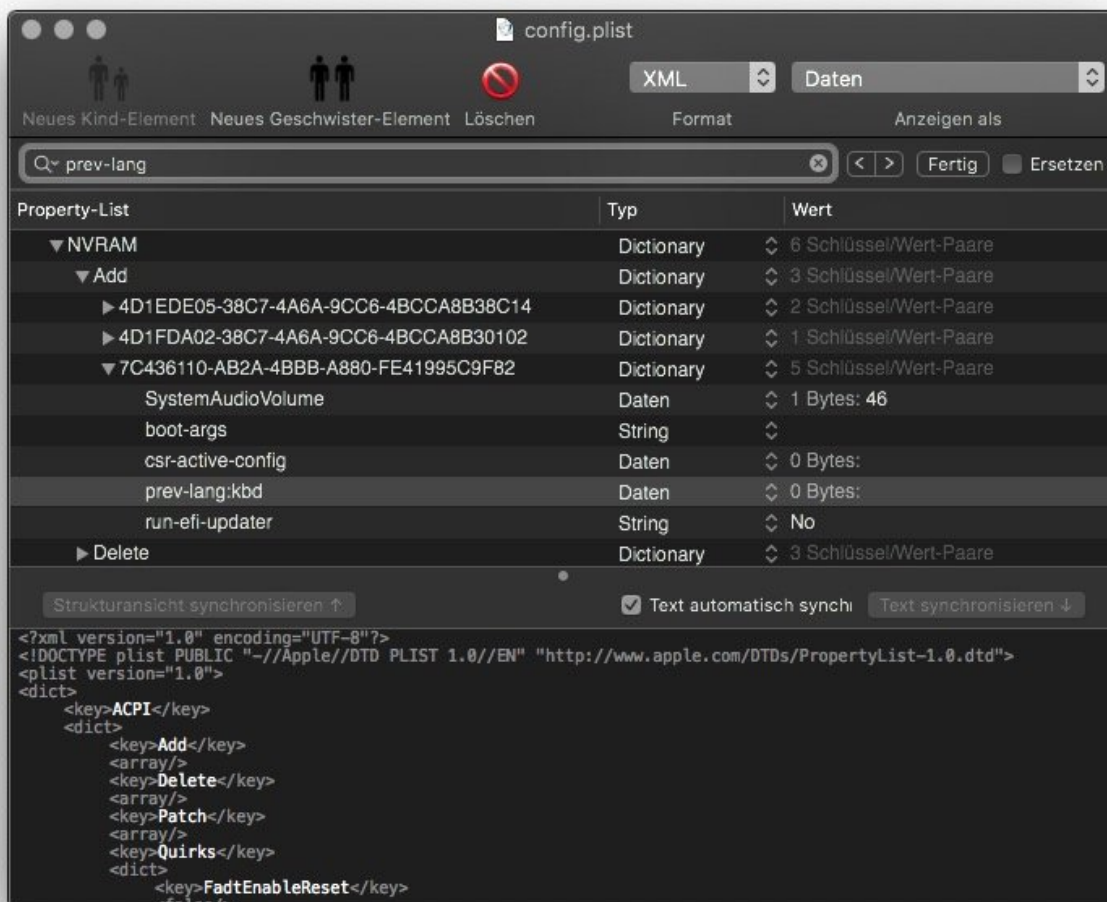 config.plist
XML Daten
Neues Kind-Element Neues Geschwister-Element Löschen Format Anzeigen als
prev-lang < > Fertig Ersetzen
Property-List Typ Wert
NVRAM Dictionary 6 Schlüssel/Wert-Paare
Add Dictionary 3 Schlüssel/Wert-Paare
4D1EDE05-38C7-4A6A-9CC6-4BCCA8B38C14 Dictionary 2 Schlüssel/Wert-Paare
4D1FDA02-38C7-4A6A-9CC6-4BCCA8B30102 Dictionary 1 Schlüssel/Wert-Paare
7C436110-AB2A-4BBB-A880-FE41995C9F82 Dictionary 5 Schlüssel/Wert-Paare
SystemAudioVolume Daten 1 Bytes: 46
boot-args String
csr-active-config Daten 0 Bytes:
prev-lang:kbd Daten 0 Bytes:
run-efi-updater String No
Delete Dictionary 3 Schlüssel/Wert-Paare
Strukturansicht synchronisieren ↑ Text automatisch synchı Text synchronisieren ↓
<?xml version="1.0" encoding="UTF-8"?>
<!DOCTYPE plist PUBLIC "-//Apple//DTD PLIST 1.0//EN" "http://www.apple.com/DTDs/PropertyList-1.0.dtd">
<plist version="1.0">
<dict>
<key>ACPI</key>
<dict>
<key>Add</key>
<array/>
<key>Delete</key>
<array/>
<key>Patch</key>
<array/>
<key>Quirks</key>
<dict>
<key>FadtEnableReset</key>